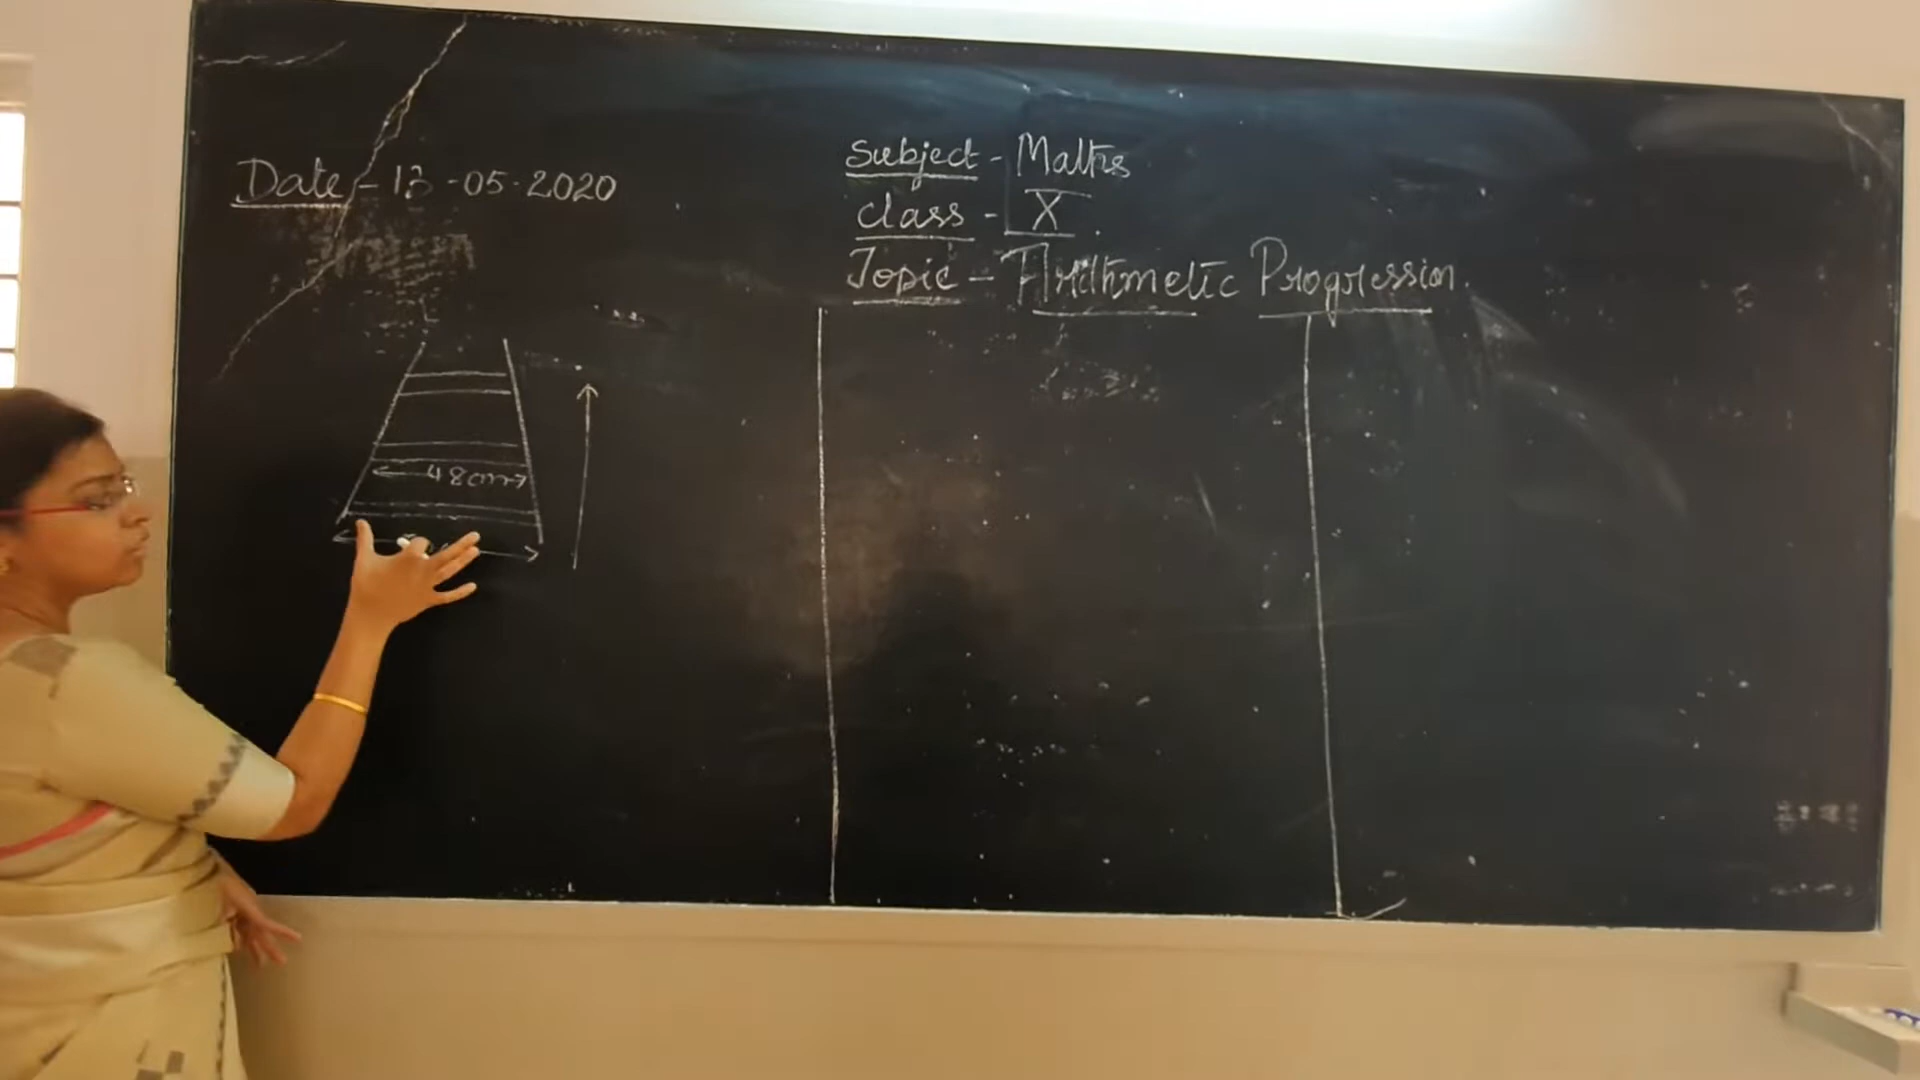 Date - 13-05-2020
Subject - Maths
Class - X
Topic - Arithmetic Progression.
48cm